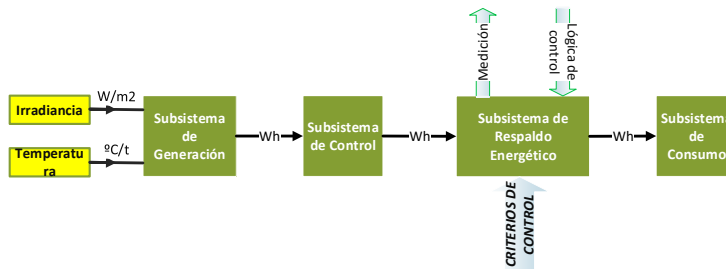 Medición
Lógica de
control
W/m2
Irradiancia
Subsistema
de
Generación
Wh
Subsistema
de Control
Wh
Subsistema de
Respaldo
Energético
Wh
Subsistema
de
Consumo
ºC/t
Temperatu
ra
CRITERIOS DE
CONTROL